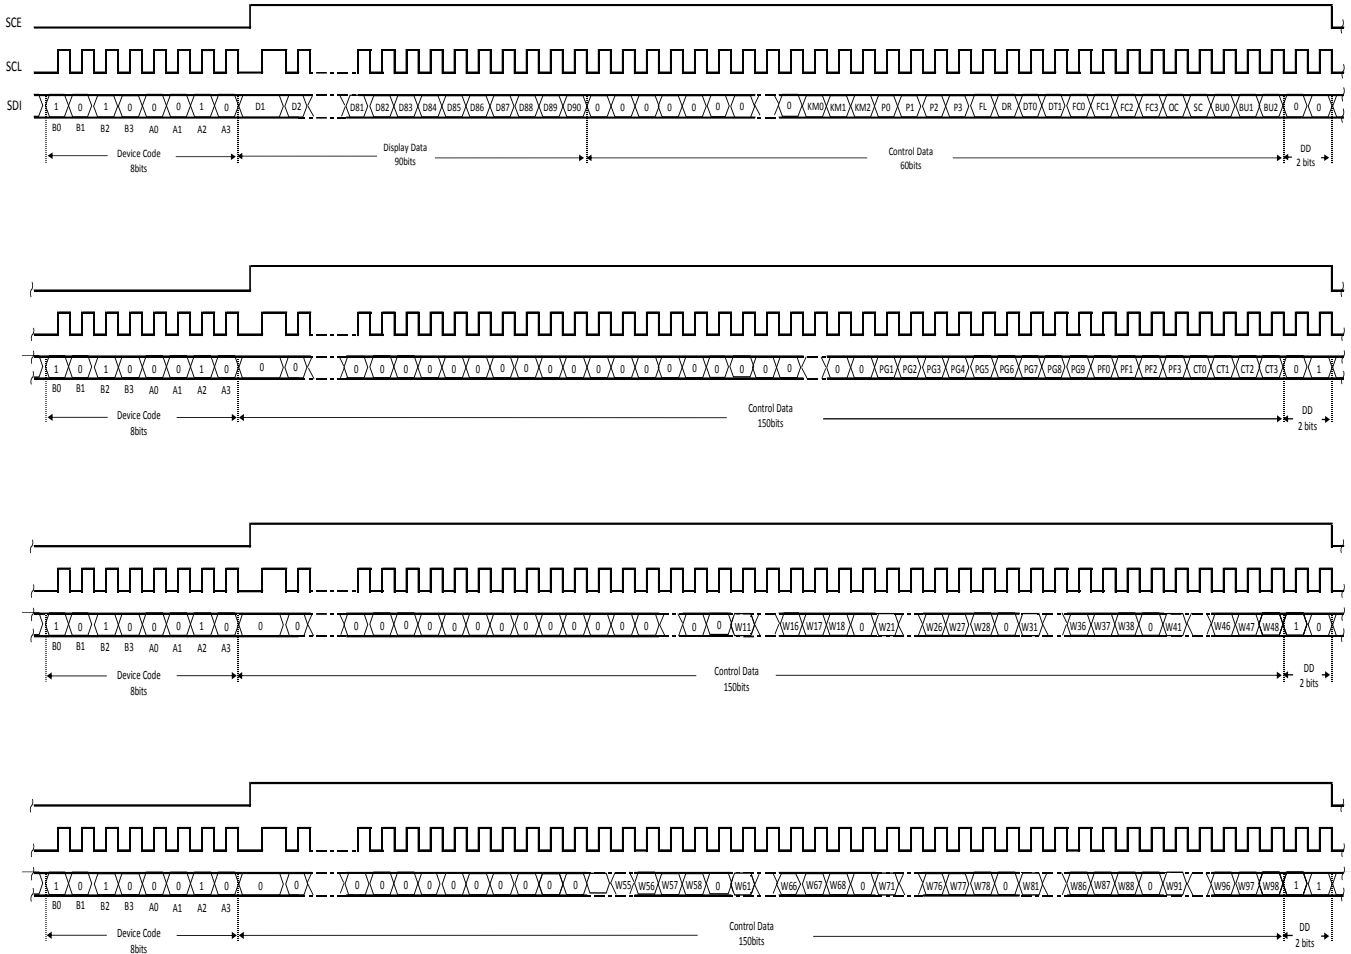 SCE
SCL
SDI 1 0 1 0 0 0 1 0 D1 D2 D81 D82 D83 D84 D85 D86 D87 D88 D89 D90 0 0 0 0 0 0 0 0 KM0 KM1 KM2 P0 P1 P2 P3 FL DR DT0 DT1 FC0 FC1 FC2 FC3 OC SC BU0 BU1 BU2 0 0
B0 B1 B2 B3 A0 A1 A2 A3
Device Code
8bits
Display Data
90bits
Control Data
60bits
DD
2 bits
1 0 1 0 0 0 1 0 0 0 0 0 0 0 0 0 0 0 0 0 0 0 0 0 0 0 0 0 0 0 0 0 PG1 PG2 PG3 PG4 PG5 PG6 PG7 PG8 PG9 PF0 PF1 PF2 PF3 CT0 CT1 CT2 CT3 0 1
B0 B1 B2 B3 A0 A1 A2 A3
Device Code
8bits
Control Data
150bits
DD
2 bits
1 0 1 0 0 0 1 0 0 0 0 0 0 0 0 0 0 0 0 0 0 0 0 0 0 W11 W16 W17 W18 0 W21 W26 W27 W28 0 W31 W36 W37 W38 0 W41 W46 W47 W48 1 0
B0 B1 B2 B3 A0 A1 A2 A3
Device Code
8bits
Control Data
150bits
DD
2 bits
1 0 1 0 0 0 1 0 0 0 0 0 0 0 0 0 0 0 0 0 0 W55 W56 W57 W58 0 W61 W66 W67 W68 0 W71 W76 W77 W78 0 W81 W86 W87 W88 0 W91 W96 W97 W98 1 1
B0 B1 B2 B3 A0 A1 A2 A3
Device Code
8bits
Control Data
150bits
DD
2 bits